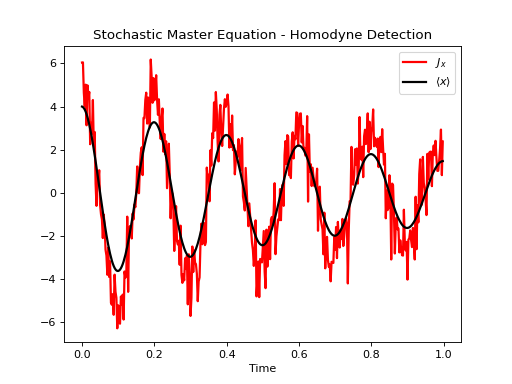 Stochastic Master Equation - Homodyne Detection
J_x
⟨x⟩
6
4
2
0
−2
−4
−6
0.0 0.2 0.4 0.6 0.8 1.0
Time